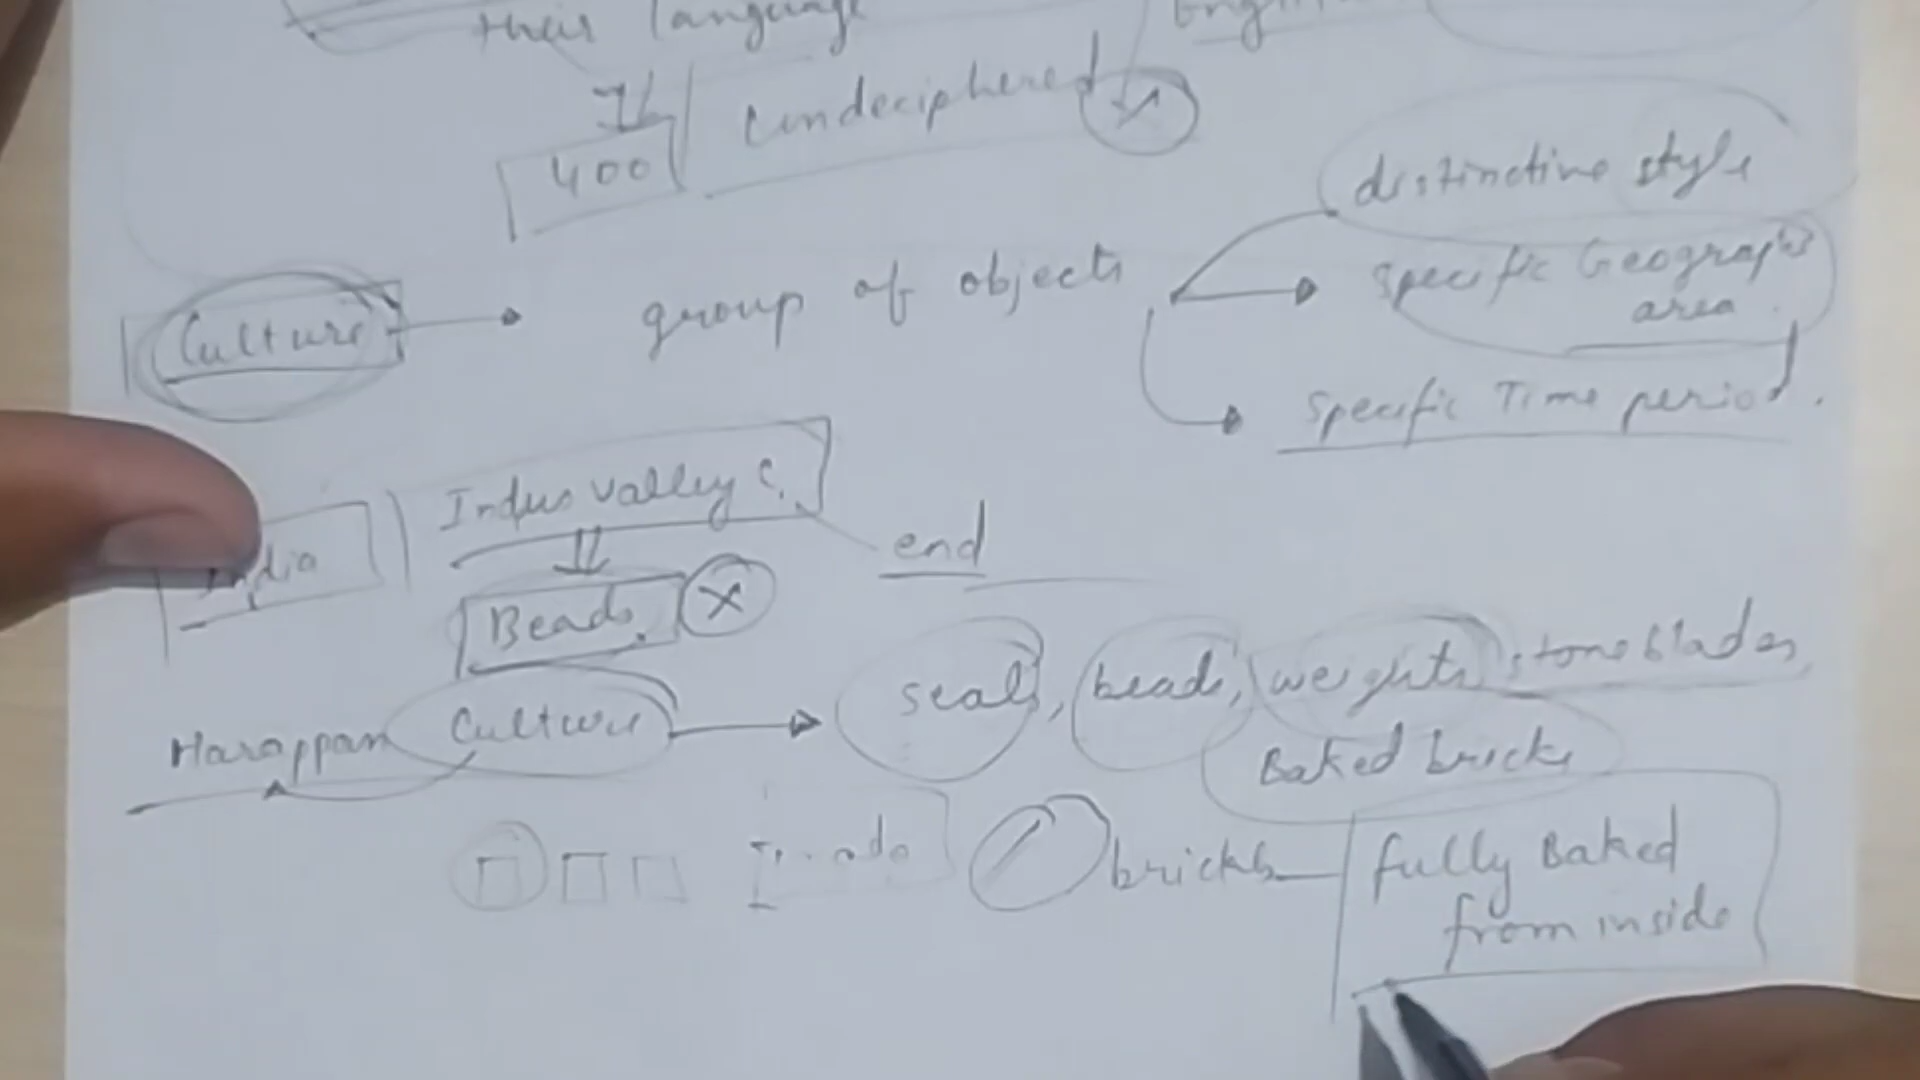 their language
400 Undeciphered
distinctive style
Culture → group of objects → Specific Geograph
area
Specific Time period.
Indus valley C.
end
Beads.
Harappan Culture → seals, beads, weights, stone blades,
Baked bricks
bricks fully Baked
from inside